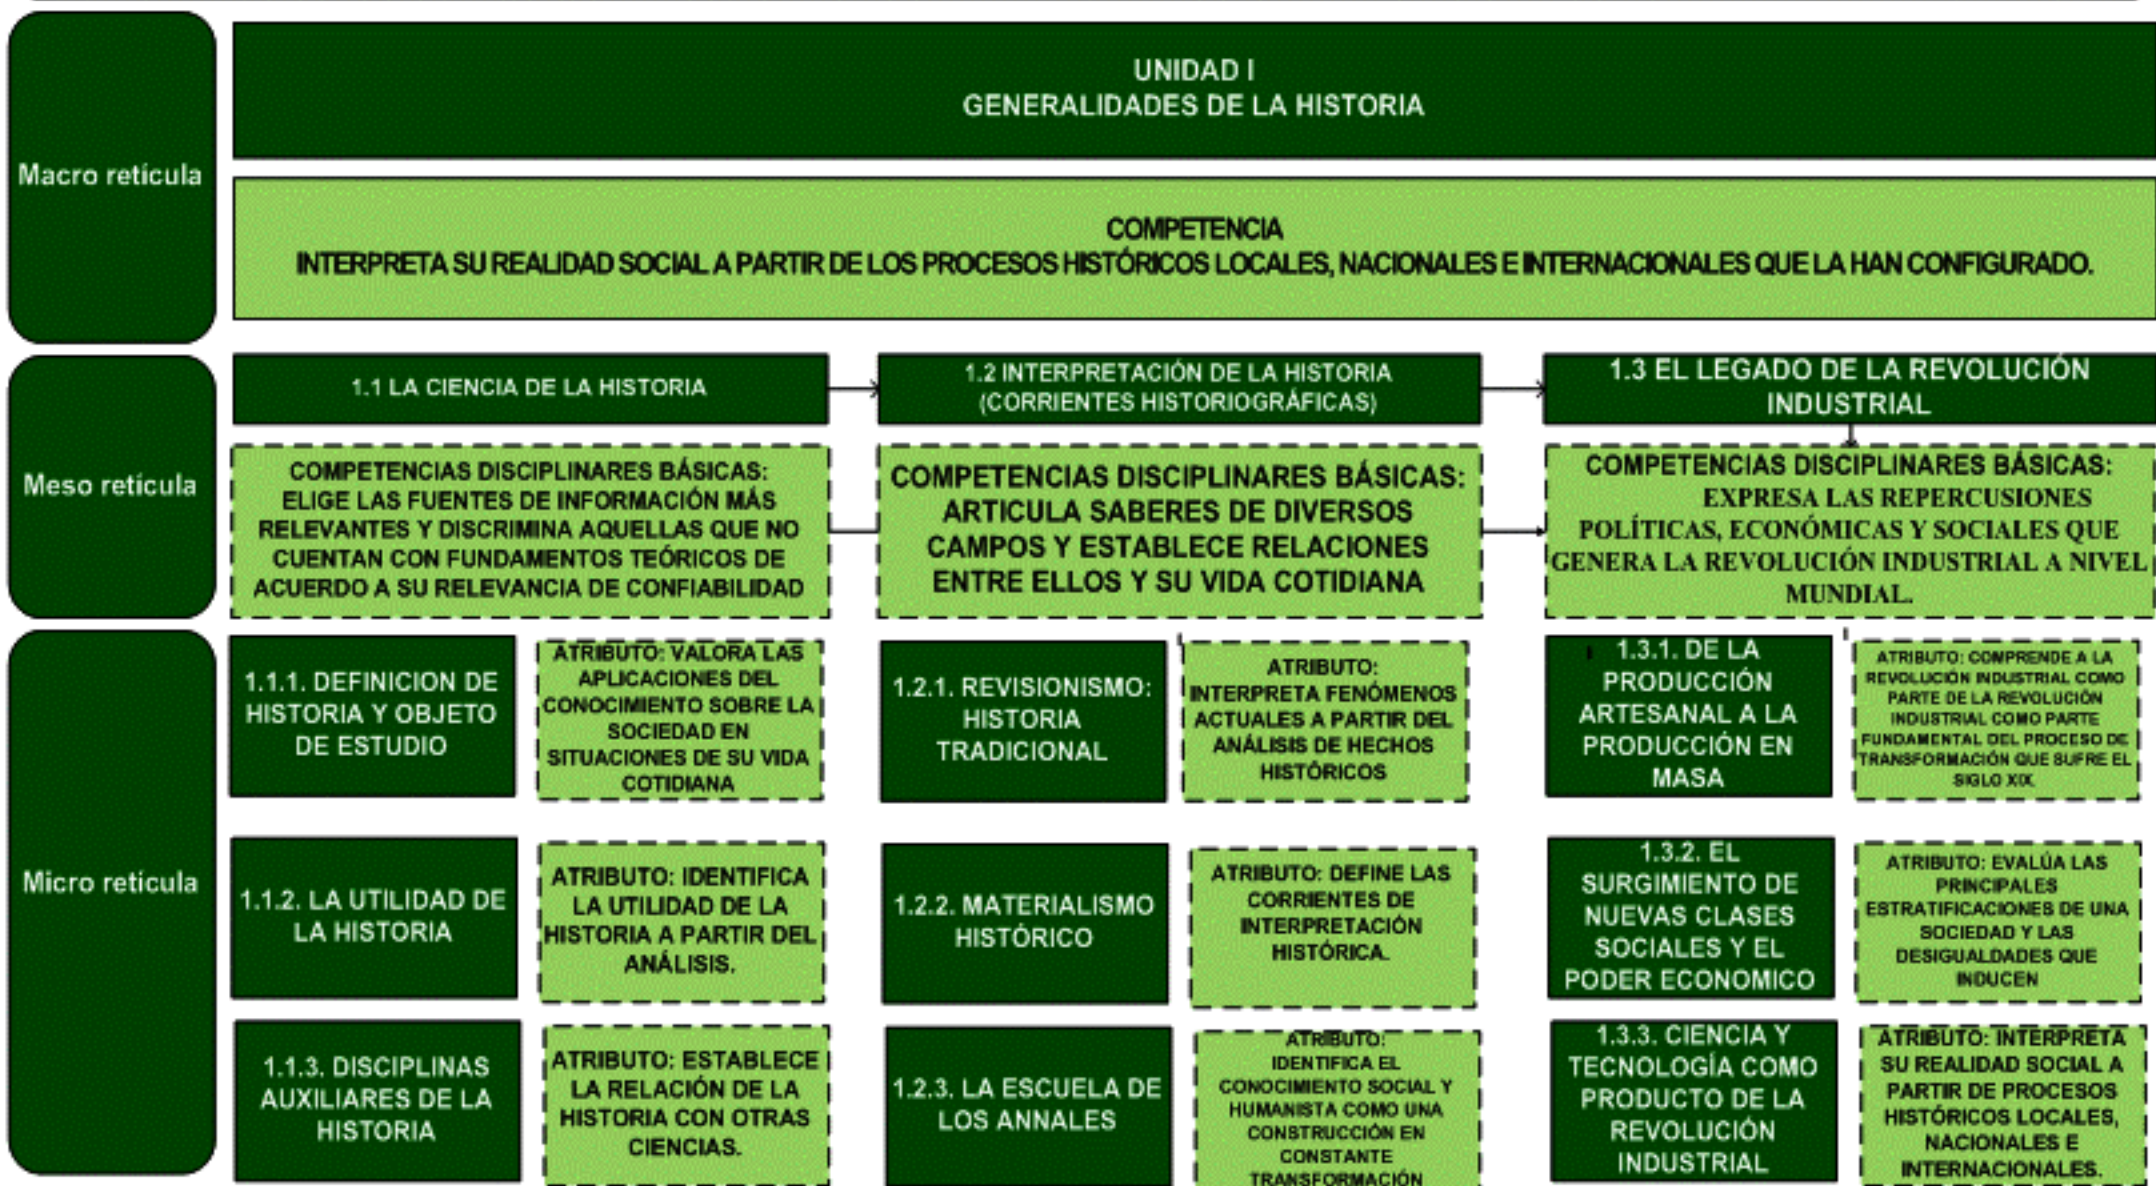 Macro retícula
UNIDAD I
GENERALIDADES DE LA HISTORIA
COMPETENCIA
INTERPRETA SU REALIDAD SOCIAL A PARTIR DE LOS PROCESOS HISTÓRICOS LOCALES, NACIONALES E INTERNACIONALES QUE LA HAN CONFIGURADO.
Meso retícula
1.1 LA CIENCIA DE LA HISTORIA
1.2 INTERPRETACIÓN DE LA HISTORIA
(CORRIENTES HISTORIOGRÁFICAS)
1.3 EL LEGADO DE LA REVOLUCIÓN
INDUSTRIAL
COMPETENCIAS DISCIPLINARES BÁSICAS:
ELIGE LAS FUENTES DE INFORMACIÓN MÁS
RELEVANTES Y DISCRIMINA AQUELLAS QUE NO
CUENTAN CON FUNDAMENTOS TEÓRICOS DE
ACUERDO A SU RELEVANCIA DE CONFIABILIDAD
COMPETENCIAS DISCIPLINARES BÁSICAS:
ARTICULA SABERES DE DIVERSOS
CAMPOS Y ESTABLECE RELACIONES
ENTRE ELLOS Y SU VIDA COTIDIANA
COMPETENCIAS DISCIPLINARES BÁSICAS:
EXPRESA LAS REPERCUSIONES
POLÍTICAS, ECONÓMICAS Y SOCIALES QUE
GENERA LA REVOLUCIÓN INDUSTRIAL A NIVEL
MUNDIAL.
Micro retícula
1.1.1. DEFINICION DE
HISTORIA Y OBJETO
DE ESTUDIO
ATRIBUTO: VALORA LAS
APLICACIONES DEL
CONOCIMIENTO SOBRE LA
SOCIEDAD EN
SITUACIONES DE SU VIDA
COTIDIANA
1.2.1. REVISIONISMO:
HISTORIA
TRADICIONAL
ATRIBUTO:
INTERPRETA FENÓMENOS
ACTUALES A PARTIR DEL
ANÁLISIS DE HECHOS
HISTÓRICOS
1.3.1. DE LA
PRODUCCIÓN
ARTESANAL A LA
PRODUCCIÓN EN
MASA
ATRIBUTO: COMPRENDE A LA
REVOLUCIÓN INDUSTRIAL COMO
PARTE DE LA REVOLUCIÓN
INDUSTRIAL COMO PARTE
FUNDAMENTAL DEL PROCESO DE
TRANSFORMACIÓN QUE SUFRE EL
SIGLO XIX.
1.1.2. LA UTILIDAD DE
LA HISTORIA
ATRIBUTO: IDENTIFICA
LA UTILIDAD DE LA
HISTORIA A PARTIR DEL
ANÁLISIS.
1.2.2. MATERIALISMO
HISTÓRICO
ATRIBUTO: DEFINE LAS
CORRIENTES DE
INTERPRETACIÓN
HISTÓRICA.
1.3.2. EL
SURGIMIENTO DE
NUEVAS CLASES
SOCIALES Y EL
PODER ECONOMICO
ATRIBUTO: EVALÚA LAS
PRINCIPALES
ESTRATIFICACIONES DE UNA
SOCIEDAD Y LAS
DESIGUALDADES QUE
INDUCEN
1.1.3. DISCIPLINAS
AUXILIARES DE LA
HISTORIA
ATRIBUTO: ESTABLECE
LA RELACIÓN DE LA
HISTORIA CON OTRAS
CIENCIAS.
1.2.3. LA ESCUELA DE
LOS ANNALES
ATRIBUTO:
IDENTIFICA EL
CONOCIMIENTO SOCIAL Y
HUMANISTA COMO UNA
CONSTRUCCIÓN EN
CONSTANTE
TRANSFORMACIÓN
1.3.3. CIENCIA Y
TECNOLOGÍA COMO
PRODUCTO DE LA
REVOLUCIÓN
INDUSTRIAL
ATRIBUTO: INTERPRETA
SU REALIDAD SOCIAL A
PARTIR DE PROCESOS
HISTÓRICOS LOCALES,
NACIONALES E
INTERNACIONALES.